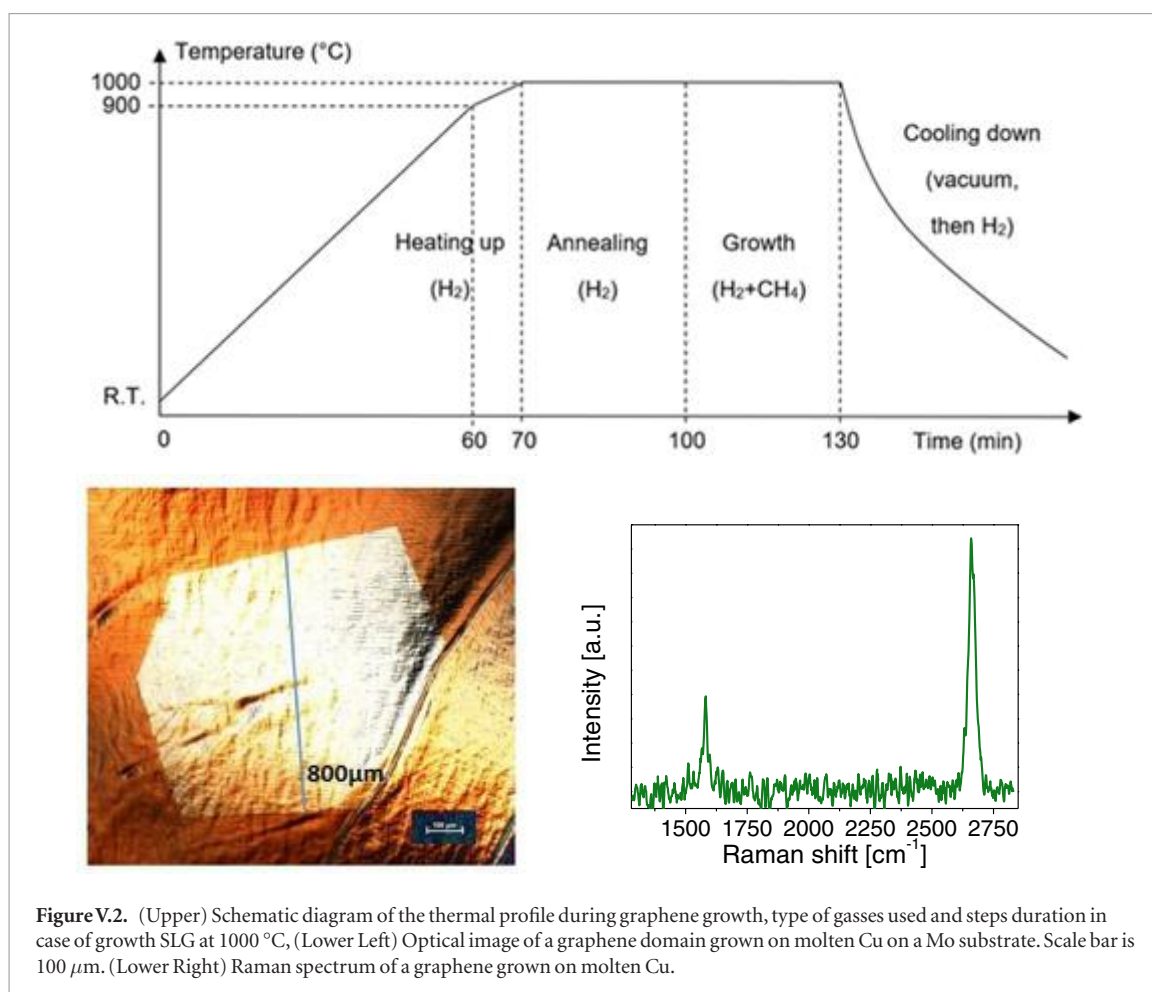 Temperature (°C)
1000
900
Cooling down
(vacuum,
then H₂)
Heating up
(H₂)
Annealing
(H₂)
Growth
(H₂+CH₄)
R.T.
0
60
70
100
130
Time (min)
800μm
100 μm
Intensity [a.u.]
1500 1750 2000 2250 2500 2750
Raman shift [cm⁻¹]
Figure V.2. (Upper) Schematic diagram of the thermal profile during graphene growth, type of gasses used and steps duration in
case of growth SLG at 1000 °C, (Lower Left) Optical image of a graphene domain grown on molten Cu on a Mo substrate. Scale bar is
100 μm. (Lower Right) Raman spectrum of a graphene grown on molten Cu.